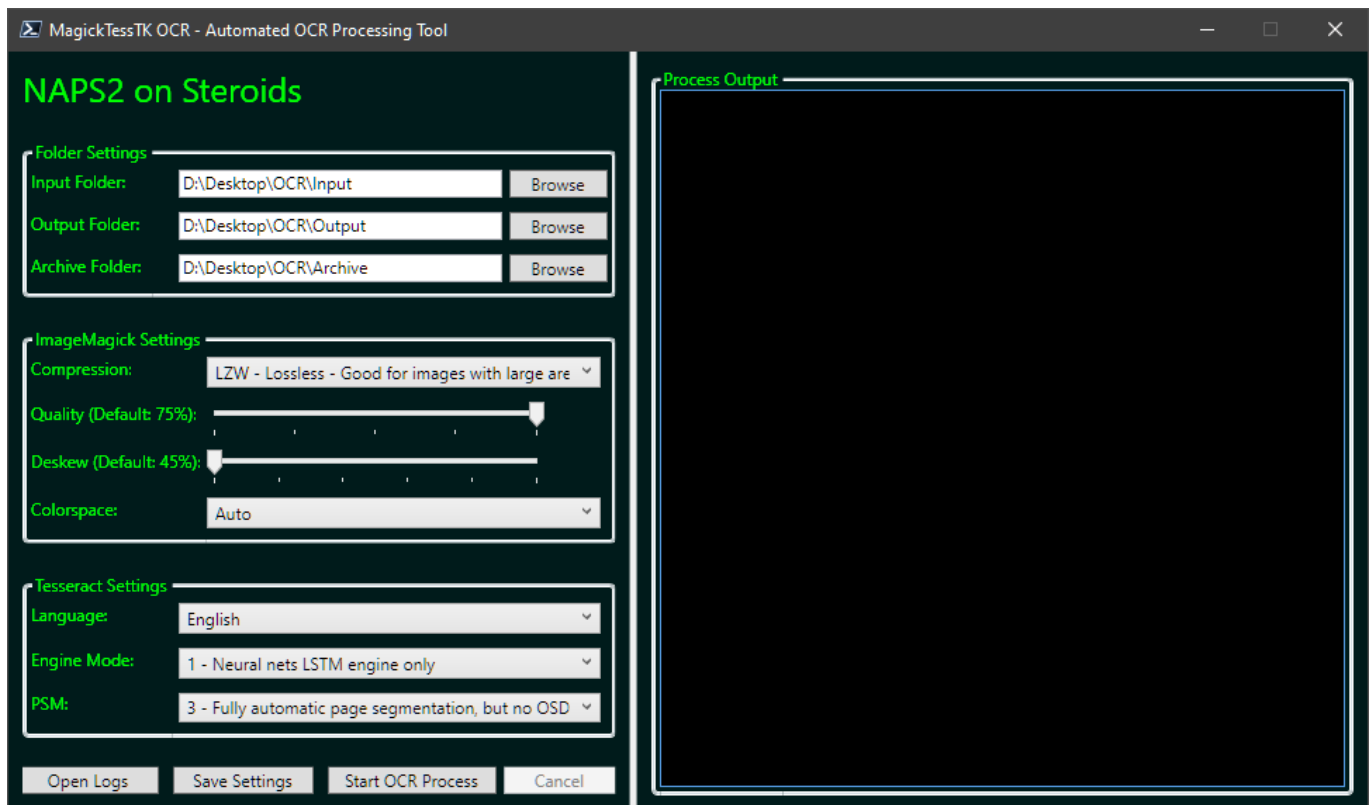 MagickTessTK OCR - Automated OCR Processing Tool
NAPS2 on Steroids
Folder Settings
Input Folder: D:\Desktop\OCR\Input Browse
Output Folder: D:\Desktop\OCR\Output Browse
Archive Folder: D:\Desktop\OCR\Archive Browse
ImageMagick Settings
Compression: LZW - Lossless - Good for images with large are
Quality (Default: 75%):
Deskew (Default: 45%):
Colorspace: Auto
Tesseract Settings
Language: English
Engine Mode: 1 - Neural nets LSTM engine only
PSM: 3 - Fully automatic page segmentation, but no OSD
Open Logs Save Settings Start OCR Process Cancel
Process Output